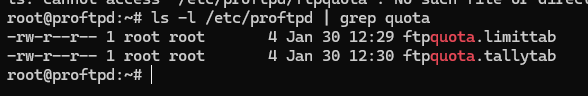 ls: cannot access '/etc/proftpd/ftpquota': No such file or direct
root@proftpd:~# ls -l /etc/proftpd | grep quota
-rw-r--r-- 1 root root        4 Jan 30 12:29 ftpquota.limittab
-rw-r--r-- 1 root root        4 Jan 30 12:30 ftpquota.tallytab
root@proftpd:~#